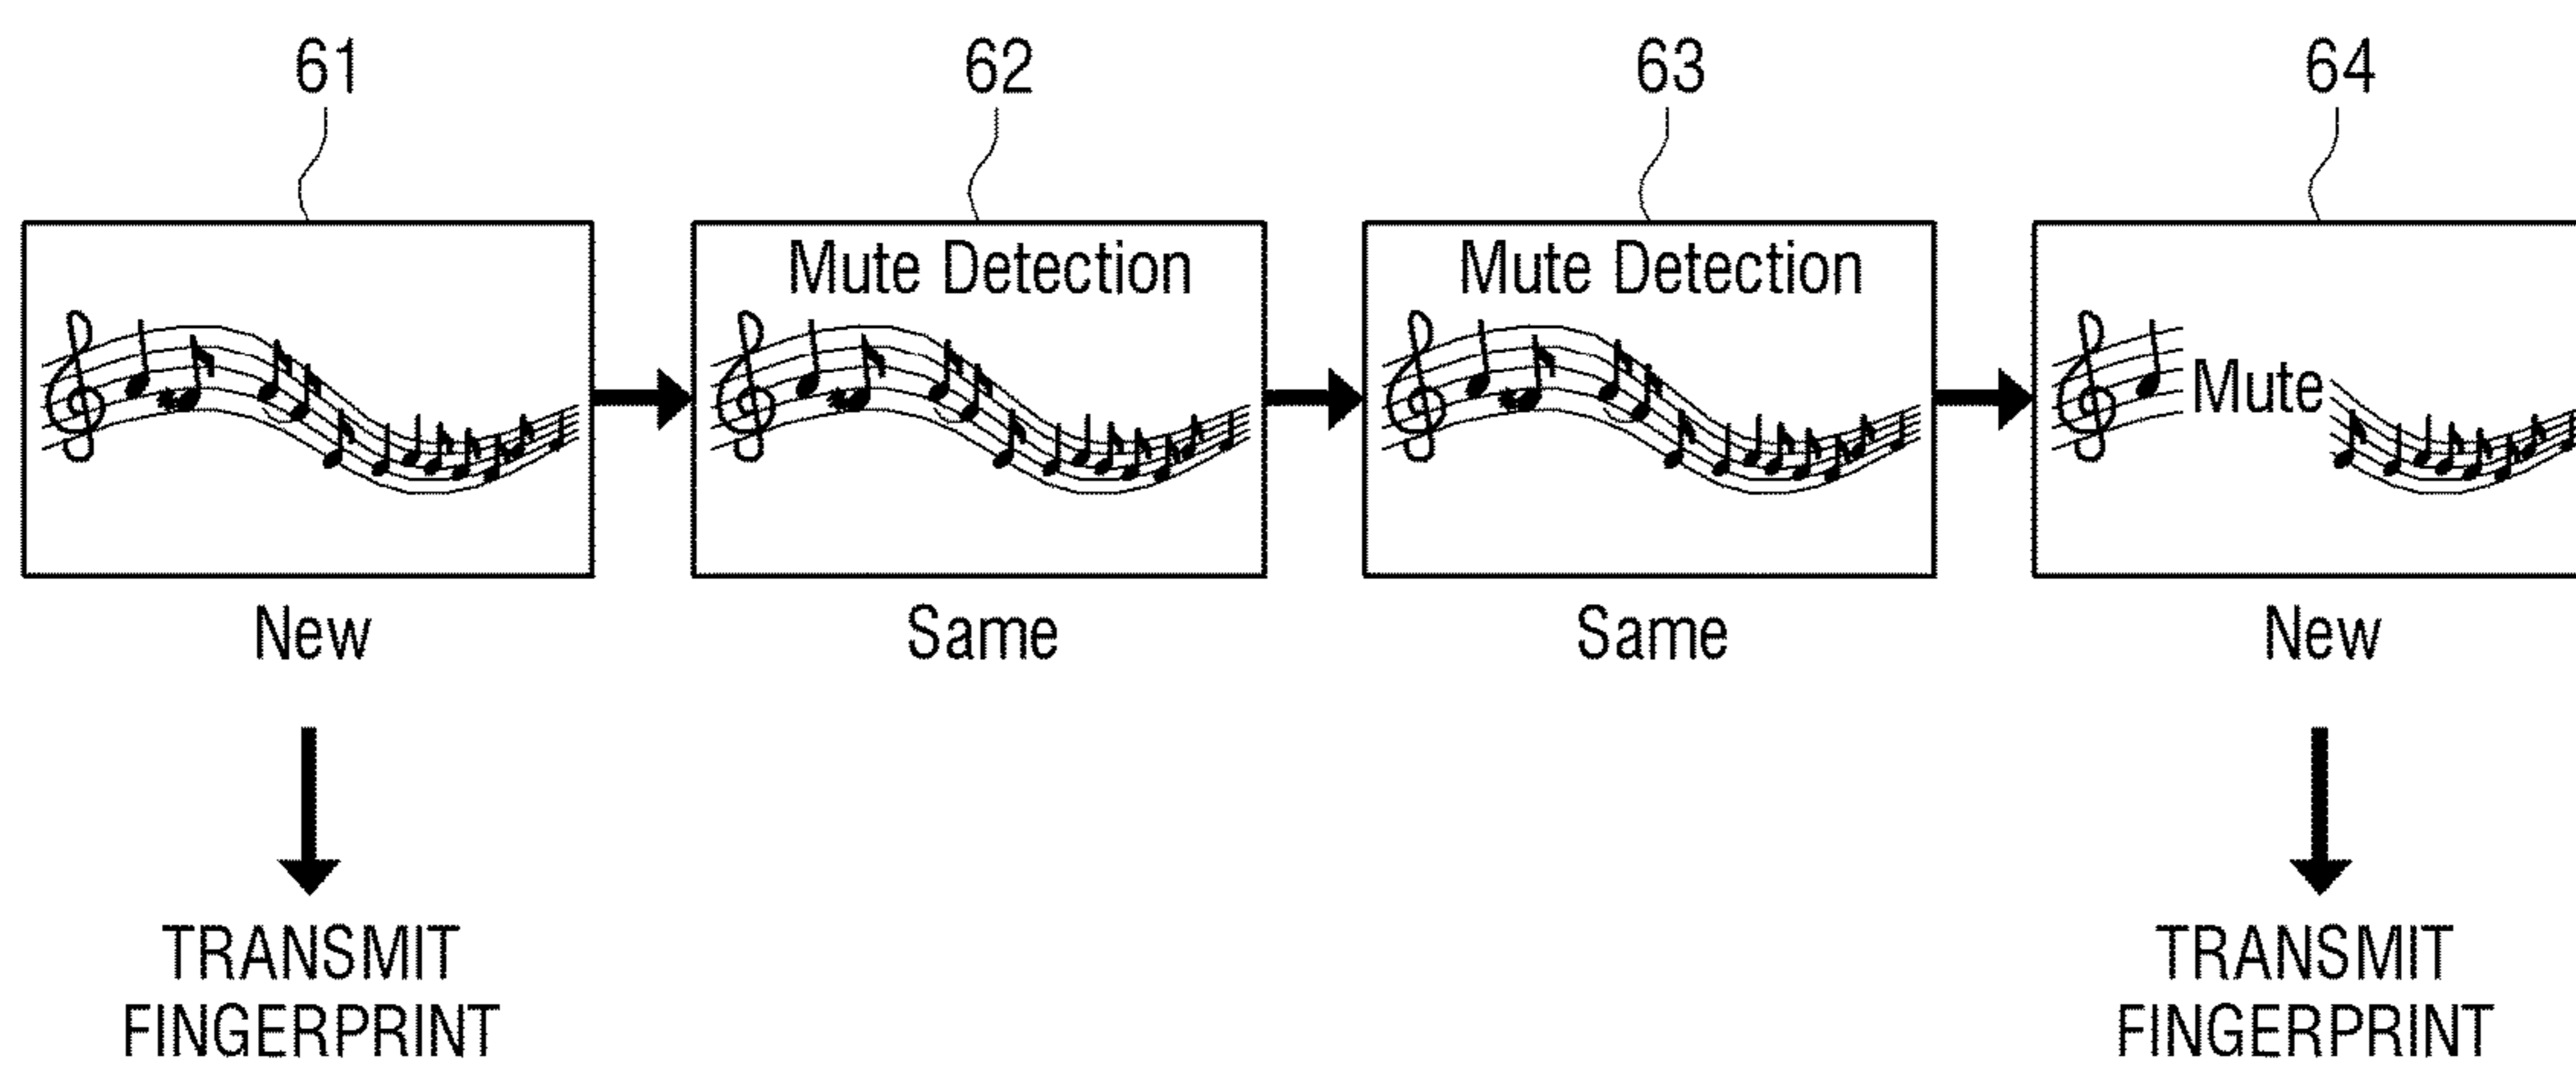 61
62
63
64
Mute Detection
Mute Detection
Mute
New
Same
Same
New
TRANSMIT
FINGERPRINT
TRANSMIT
FINGERPRINT